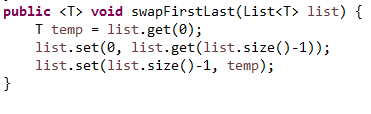 public <T> void swapFirstLast(List<T> list) {
    T temp = list.get(0);
    list.set(0, list.get(list.size()-1));
    list.set(list.size()-1, temp);
}